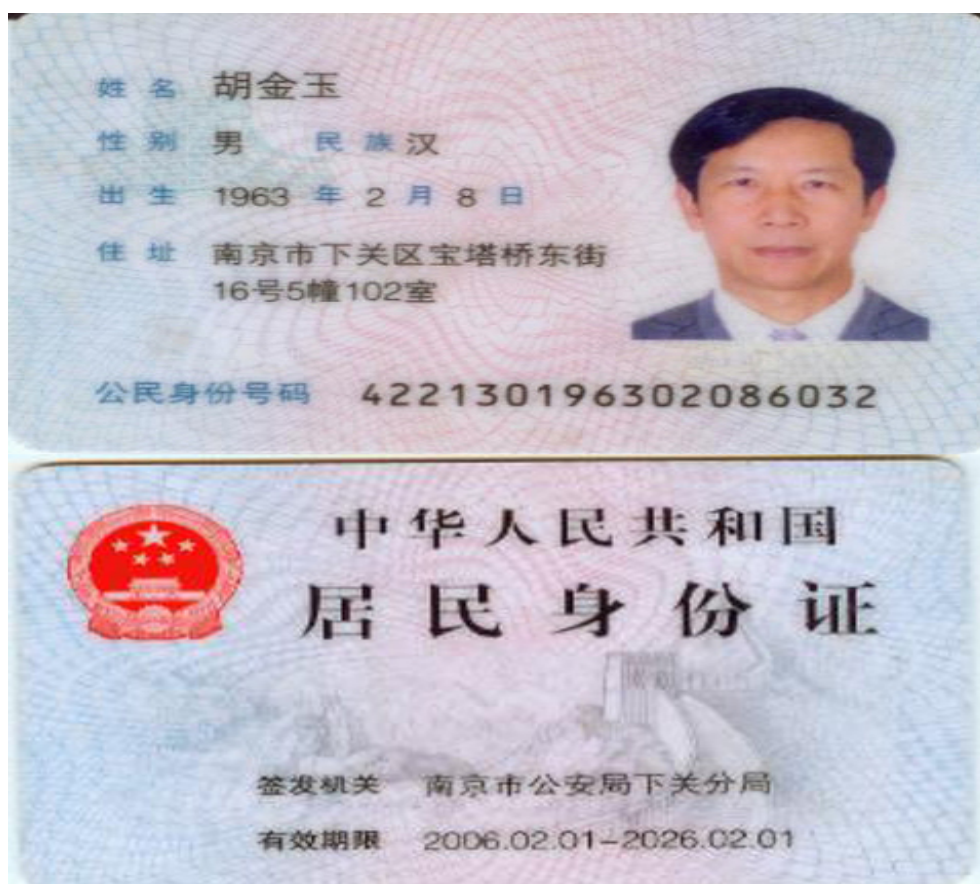 姓名 胡金玉
性别 男 民族 汉
出生 1963 年 2 月 8 日
住址 南京市下关区宝塔桥东街
16号5幢102室
公民身份号码 422130196302086032
中华人民共和国
居民身份证
签发机关 南京市公安局下关分局
有效期限 2006.02.01-2026.02.01